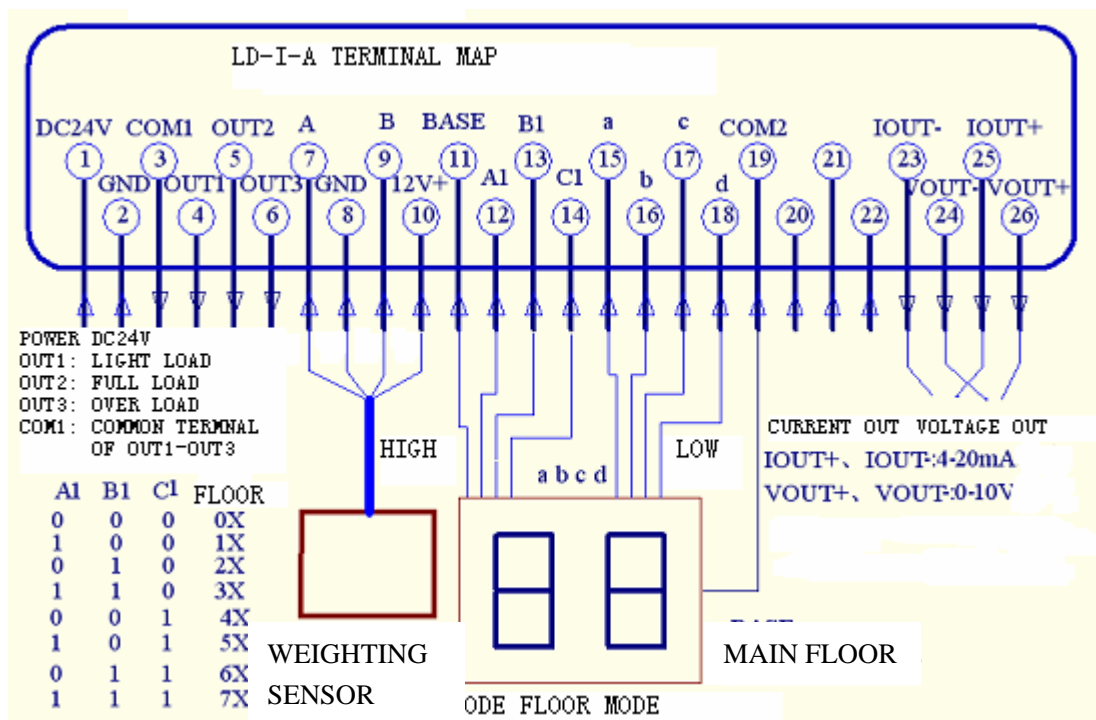 LD-I-A TERMINAL MAP
DC24V COM1 OUT2 A B BASE B1 a c COM2 IOUT- IOUT+
1 3 5 7 9 11 13 15 17 19 21 23 25
GND OUT1 OUT3 GND 12V+ A1 C1 b d VOUT- VOUT+
2 4 6 8 10 12 14 16 18 20 22 24 26
POWER DC24V
OUT1: LIGHT LOAD
OUT2: FULL LOAD
OUT3: OVER LOAD
COM1: COMMON TERMNAL
OF OUT1-OUT3
HIGH
a b c d
LOW
CURRENT OUT VOLTAGE OUT
IOUT+、IOUT-:4-20mA
VOUT+、VOUT-:0-10V
A1 B1 C1 FLOOR
0 0 0 0X
1 0 0 1X
0 1 0 2X
1 1 0 3X
0 0 1 4X
1 0 1 5X
0 1 1 6X
1 1 1 7X
WEIGHTING
SENSOR
MAIN FLOOR
ODE FLOOR MODE